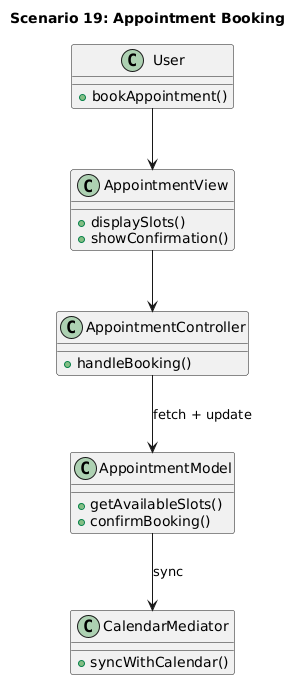 Scenario 19: Appointment Booking
C User
bookAppointment()
C AppointmentView
displaySlots()
showConfirmation()
C AppointmentController
handleBooking()
fetch + update
C AppointmentModel
getAvailableSlots()
confirmBooking()
sync
C CalendarMediator
syncWithCalendar()